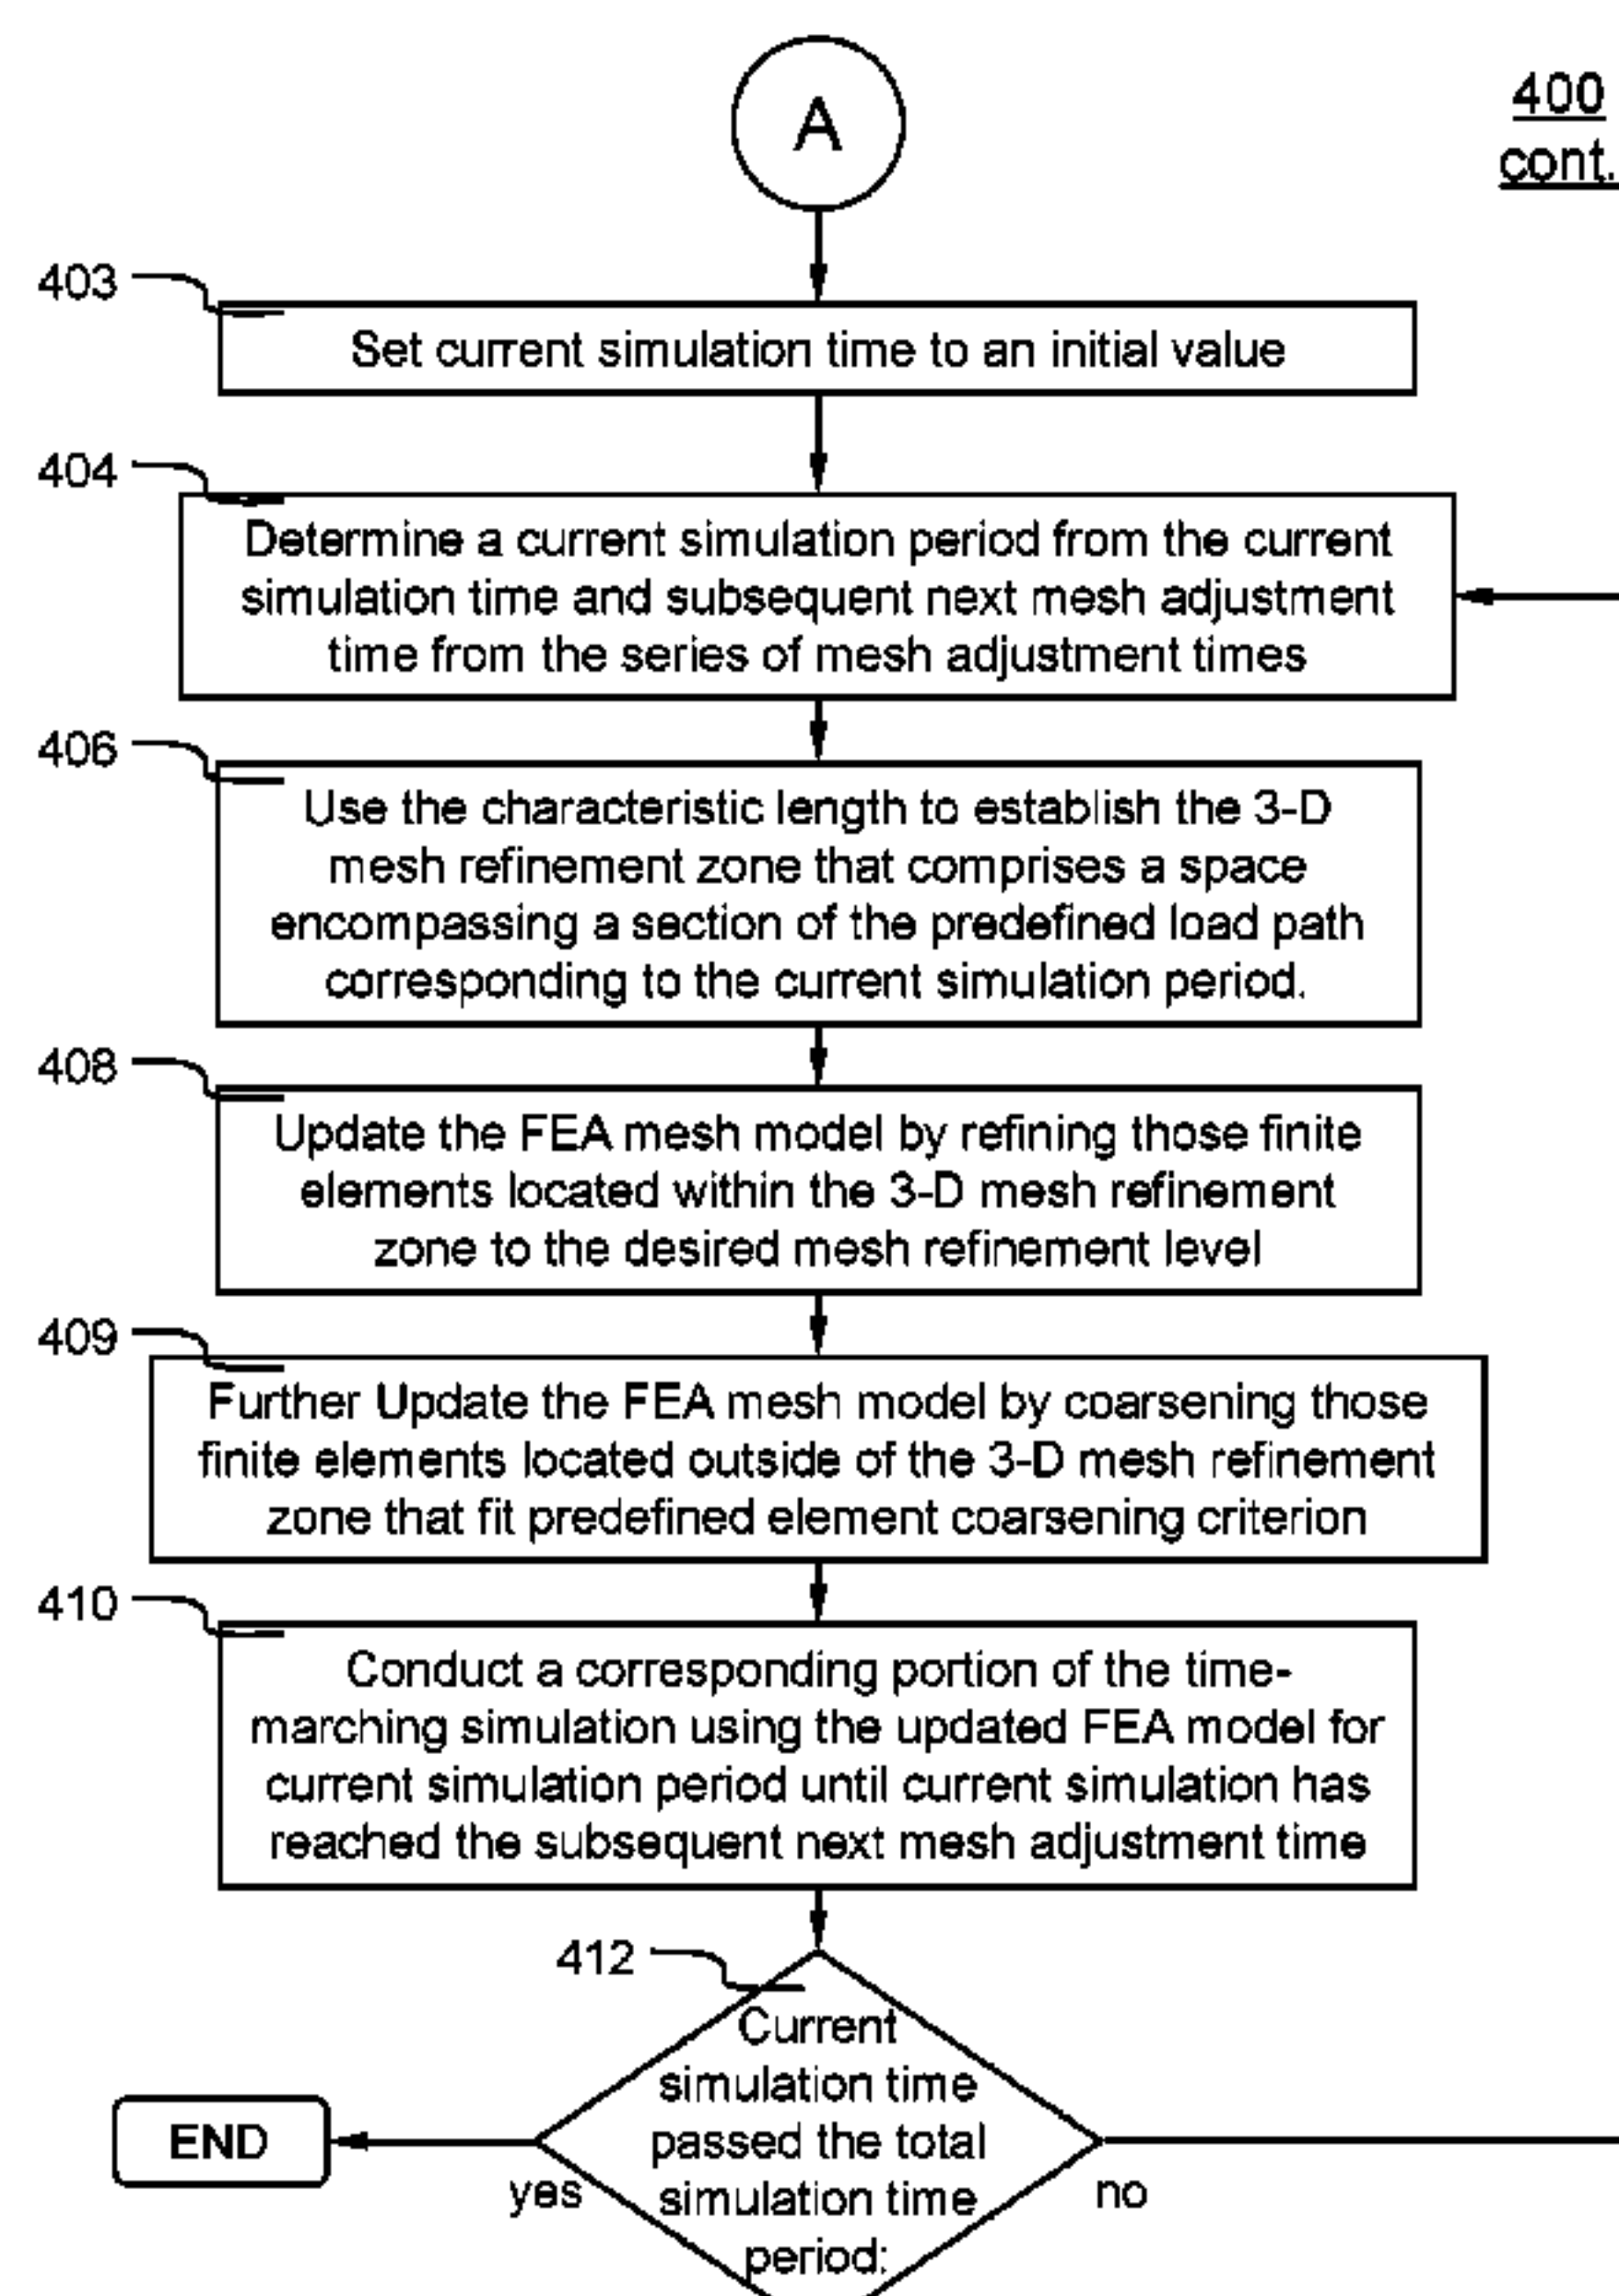 A
400
cont.
403
Set current simulation time to an initial value
404
Determine a current simulation period from the current
simulation time and subsequent next mesh adjustment
time from the series of mesh adjustment times
406
Use the characteristic length to establish the 3-D
mesh refinement zone that comprises a space
encompassing a section of the predefined load path
corresponding to the current simulation period.
408
Update the FEA mesh model by refining those finite
elements located within the 3-D mesh refinement
zone to the desired mesh refinement level
409
Further Update the FEA mesh model by coarsening those
finite elements located outside of the 3-D mesh refinement
zone that fit predefined element coarsening criterion
410
Conduct a corresponding portion of the time-
marching simulation using the updated FEA model for
current simulation period until current simulation has
reached the subsequent next mesh adjustment time
412
Current
simulation time
passed the total
simulation time
period:
END
yes
no